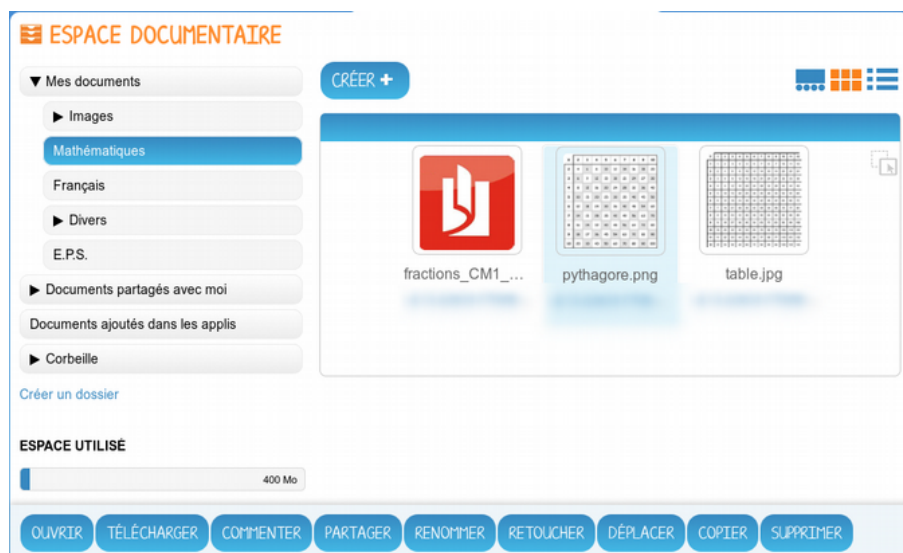 ESPACE DOCUMENTAIRE
▼ Mes documents
▶ Images
Mathématiques
Français
▶ Divers
E.P.S.
▶ Documents partagés avec moi
Documents ajoutés dans les applis
▶ Corbeille
Créer un dossier
ESPACE UTILISÉ
400 Mo
CRÉER +
fractions_CM1_...
pythagore.png
table.jpg
OUVRIR TÉLÉCHARGER COMMENTER PARTAGER RENOMMER RETOUCHER DÉPLACER COPIER SUPPRIMER